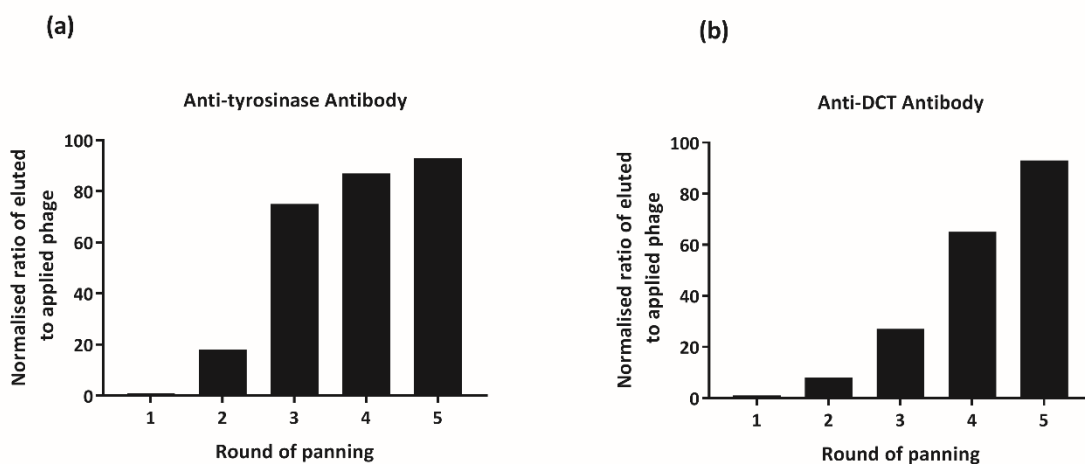 (a)
Anti-tyrosinase Antibody
Normalised ratio of eluted
to applied phage
100
80
60
40
20
0
1 2 3 4 5
Round of panning
(b)
Anti-DCT Antibody
Normalised ratio of eluted
to applied phage
100
80
60
40
20
0
1 2 3 4 5
Round of panning